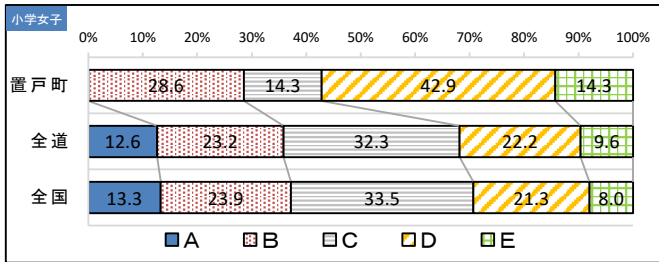 小学女子
0% 10% 20% 30% 40% 50% 60% 70% 80% 90% 100%
置戸町 28.6 14.3 42.9 14.3
全道 12.6 23.2 32.3 22.2 9.6
全国 13.3 23.9 33.5 21.3 8.0
A B C D E